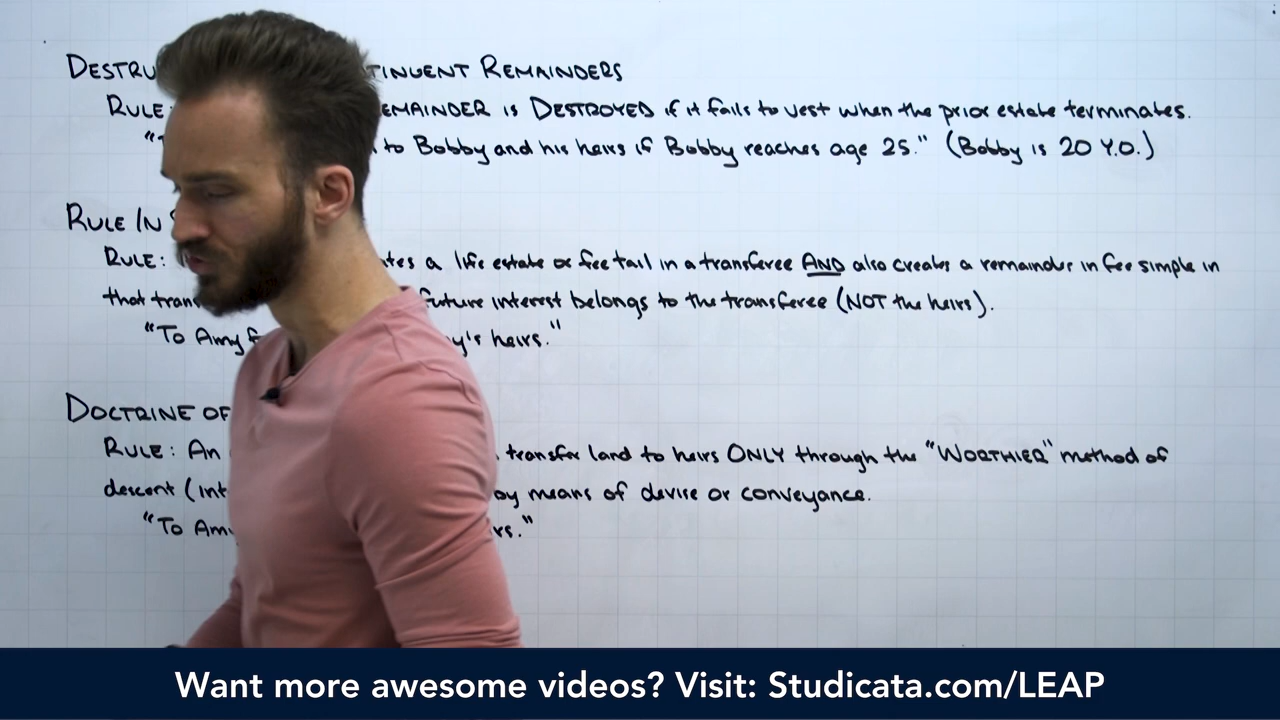 DESTRU TINGENT REMAINDERS
RULE: EMAINDER IS DESTROYED if it fails to vest when the prior estate terminates.
to Bobby and his heirs if Bobby reaches age 25." (Bobby is 20 Y.O.)
RULE IN
RULE: tes a life estate or fee tail in a transferee AND also creates a remainder in fee simple in
that tran future interest belongs to the transferee (NOT the heirs).
"To Amy f y's heirs."
DOCTRINE OF
RULE: An transfer land to heirs ONLY through the "WORTHIER" method of
descent (int by means of devise or conveyance.
"To Amy rs."
Want more awesome videos? Visit: Studicata.com/LEAP